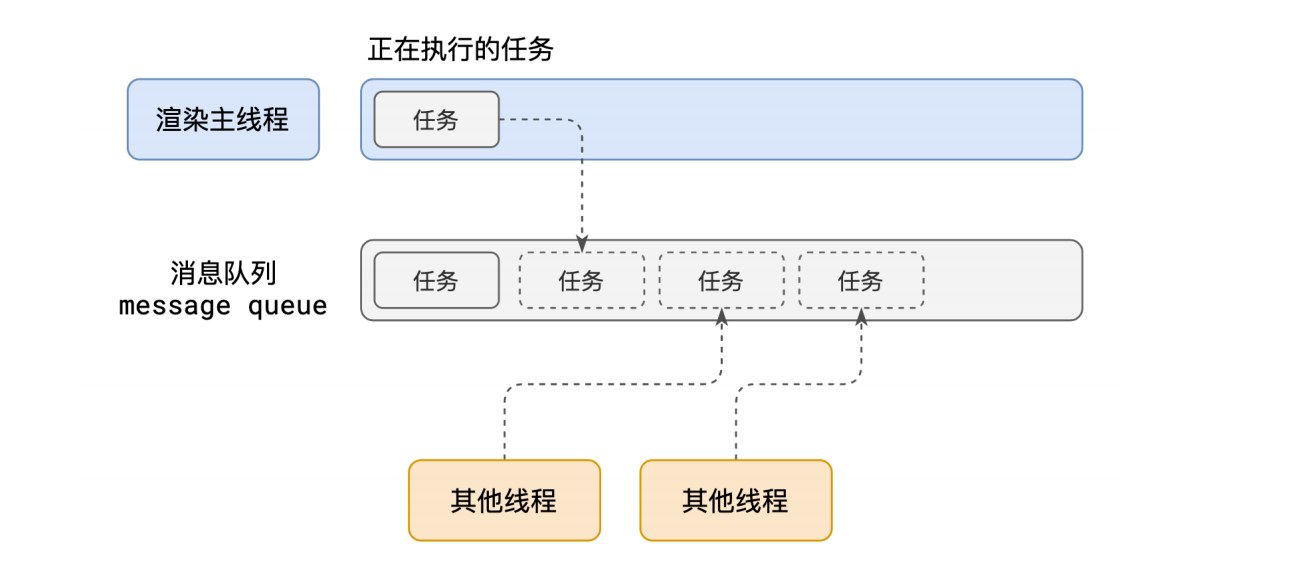 正在执行的任务
渲染主线程
任务
消息队列
message queue
任务
任务
任务
任务
其他线程
其他线程